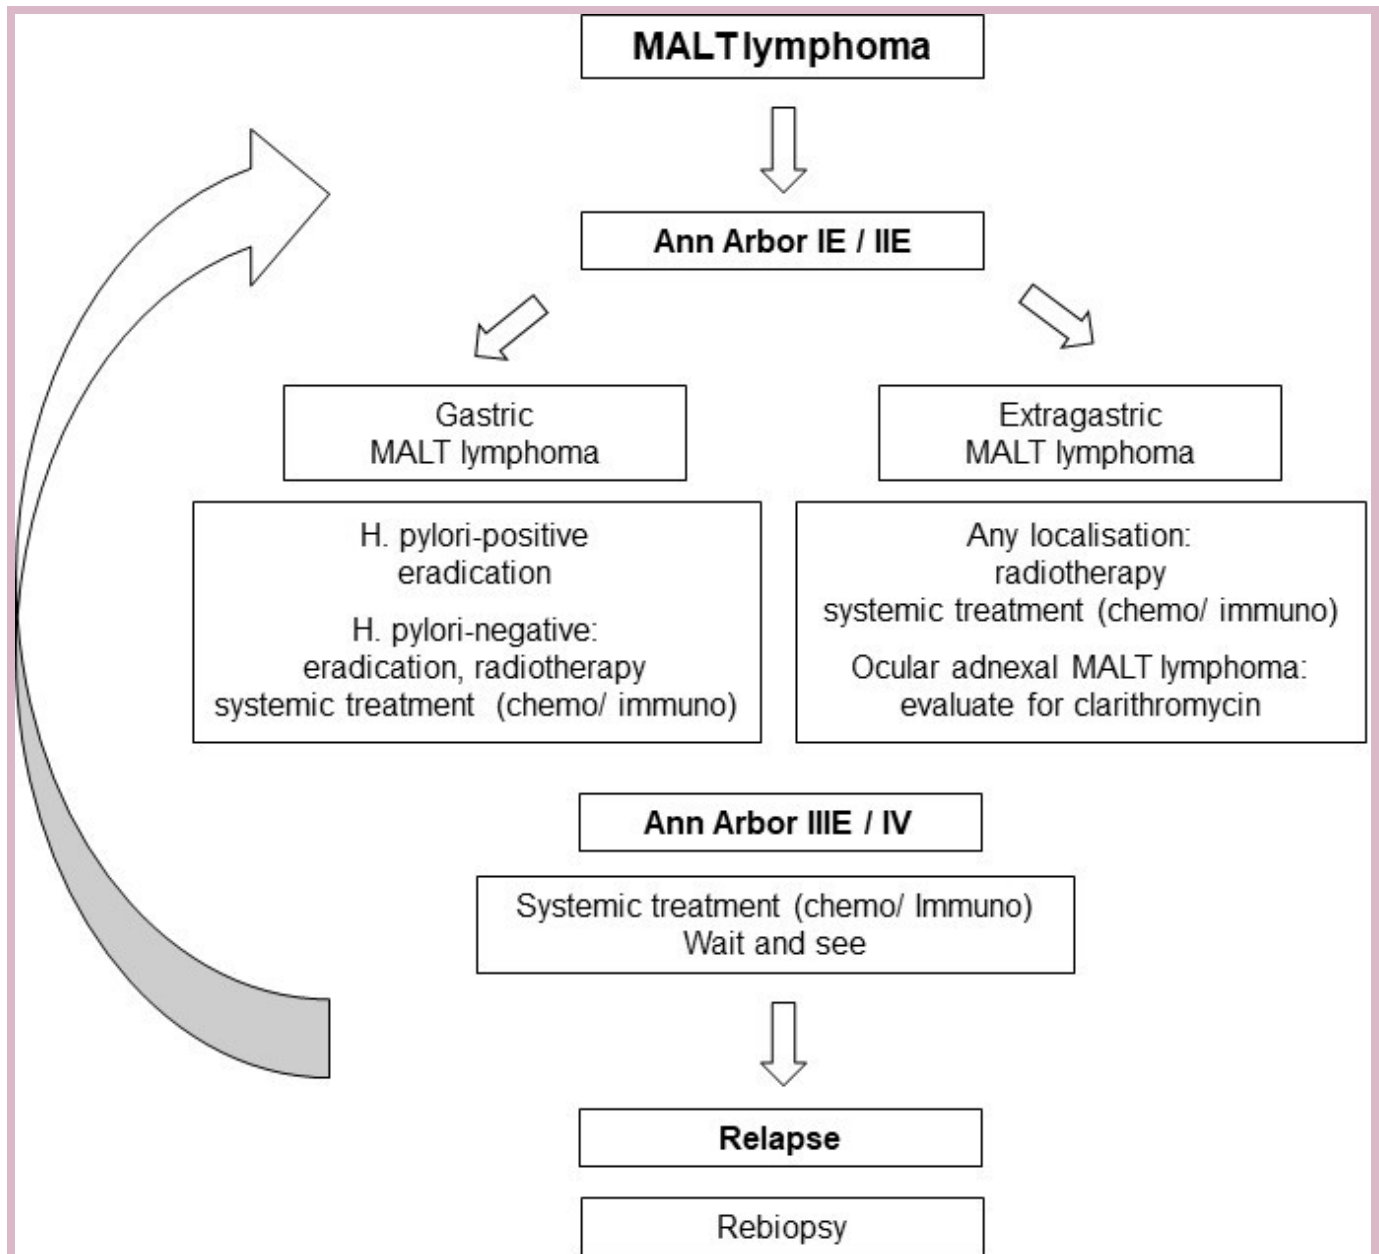 MALT lymphoma
Ann Arbor IE / IIE
Gastric
MALT lymphoma
Extragastric
MALT lymphoma
H. pylori-positive
eradication
H. pylori-negative:
eradication, radiotherapy
systemic treatment (chemo/ immuno)
Any localisation:
radiotherapy
systemic treatment (chemo/ immuno)
Ocular adnexal MALT lymphoma:
evaluate for clarithromycin
Ann Arbor IIIE / IV
Systemic treatment (chemo/ Immuno)
Wait and see
Relapse
Rebiopsy